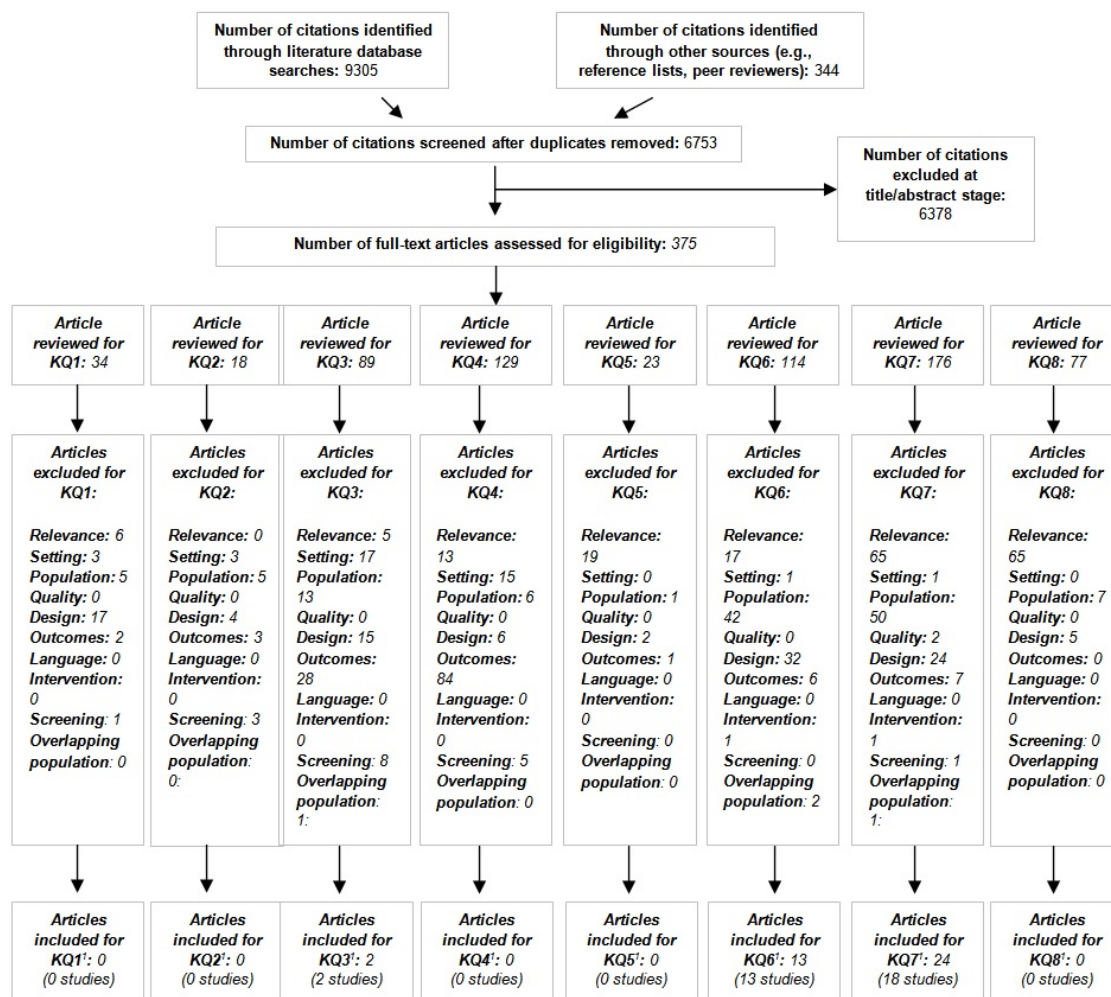 Number of citations identified
through literature database
searches: 9305
Number of citations identified
through other sources (e.g.,
reference lists, peer reviewers): 344
Number of citations screened after duplicates removed: 6753
Number of citations
excluded at
title/abstract stage:
6378
Number of full-text articles assessed for eligibility: 375
Article
reviewed for
KQ1: 34
Article
reviewed for
KQ2: 18
Article
reviewed for
KQ3: 89
Article
reviewed for
KQ4: 129
Article
reviewed for
KQ5: 23
Article
reviewed for
KQ6: 114
Article
reviewed for
KQ7: 176
Article
reviewed for
KQ8: 77
Articles
excluded for
KQ1:
Relevance: 6
Setting: 3
Population: 5
Quality: 0
Design: 17
Outcomes: 2
Language: 0
Intervention:
0
Screening: 1
Overlapping
population: 0
Articles
excluded for
KQ2:
Relevance: 0
Setting: 3
Population: 5
Quality: 0
Design: 4
Outcomes: 3
Language: 0
Intervention:
0
Screening: 3
Overlapping
population:
0:
Articles
excluded for
KQ3:
Relevance: 5
Setting: 17
Population:
13
Quality: 0
Design: 15
Outcomes:
28
Language: 0
Intervention:
0
Screening: 8
Overlapping
population:
1:
Articles
excluded for
KQ4:
Relevance:
13
Setting: 15
Population: 6
Quality: 0
Design: 6
Outcomes:
84
Language: 0
Intervention:
0
Screening: 5
Overlapping
population: 0
Articles
excluded for
KQ5:
Relevance:
19
Setting: 0
Population: 1
Quality: 0
Design: 2
Outcomes: 1
Language: 0
Intervention:
0
Screening: 0
Overlapping
population: 0
Articles
excluded for
KQ6:
Relevance:
17
Setting: 1
Population:
42
Quality: 0
Design: 32
Outcomes: 6
Language: 0
Intervention:
1
Screening: 0
Overlapping
population: 2
Articles
excluded for
KQ7:
Relevance:
65
Setting: 1
Population:
50
Quality: 2
Design: 24
Outcomes: 7
Language: 0
Intervention:
1
Screening: 1
Overlapping
population:
1:
Articles
excluded for
KQ8:
Relevance:
65
Setting: 0
Population: 7
Quality: 0
Design: 5
Outcomes: 0
Language: 0
Intervention:
0
Screening: 0
Overlapping
population: 0
Articles
included for
KQ1¹: 0
(0 studies)
Articles
included for
KQ2¹: 0
(0 studies)
Articles
included for
KQ3¹: 2
(2 studies)
Articles
included for
KQ4¹: 0
(0 studies)
Articles
included for
KQ5¹: 0
(0 studies)
Articles
included for
KQ6¹: 13
(13 studies)
Articles
included for
KQ7¹: 24
(18 studies)
Articles
included for
KQ8¹: 0
(0 studies)